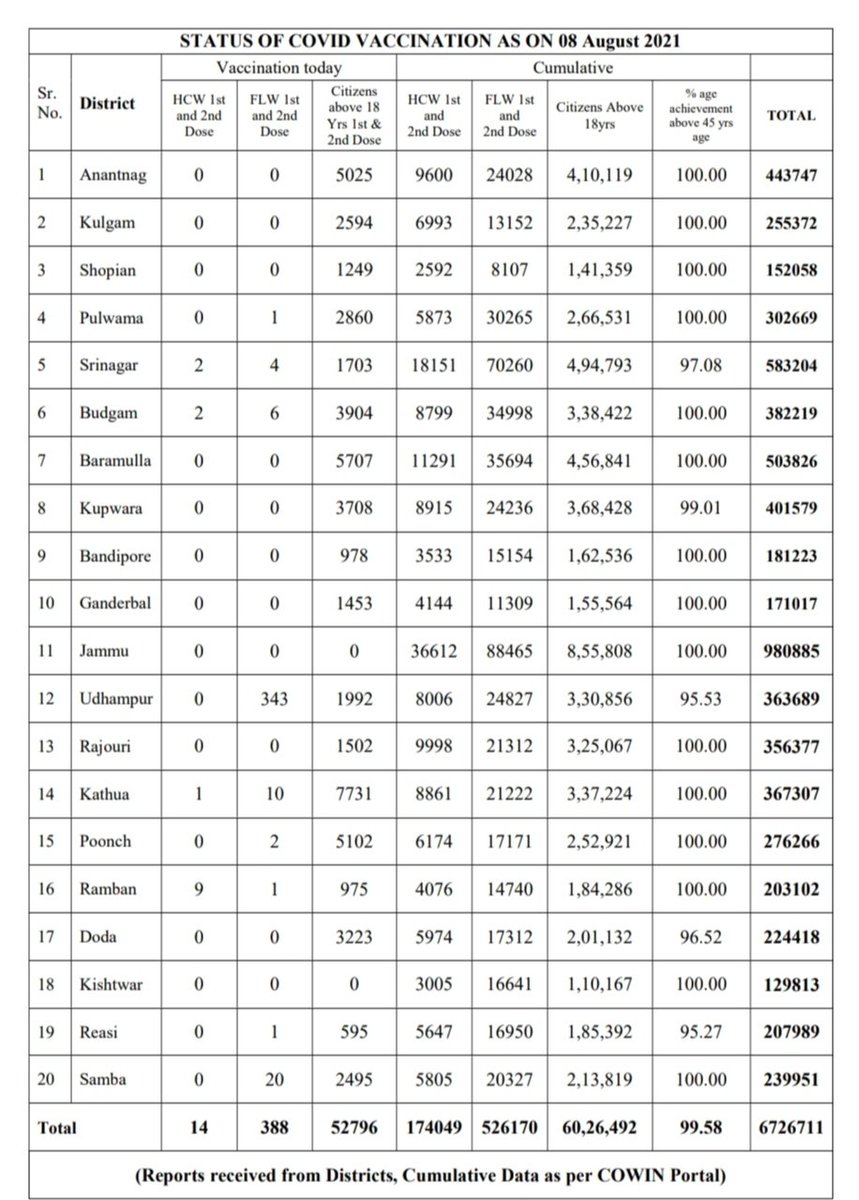 STATUS OF COVID VACCINATION AS ON 08 August 2021
Sr. No. District Vaccination today Cumulative
HCW 1st and 2nd Dose FLW 1st and 2nd Dose Citizens above 18 Yrs 1st & 2nd Dose HCW 1st and 2nd Dose FLW 1st and 2nd Dose Citizens Above 18yrs % age achievement above 45 yrs age TOTAL
1 Anantnag 0 0 5025 9600 24028 4,10,119 100.00 443747
2 Kulgam 0 0 2594 6993 13152 2,35,227 100.00 255372
3 Shopian 0 0 1249 2592 8107 1,41,359 100.00 152058
4 Pulwama 0 1 2860 5873 30265 2,66,531 100.00 302669
5 Srinagar 2 4 1703 18151 70260 4,94,793 97.08 583204
6 Budgam 2 6 3904 8799 34998 3,38,422 100.00 382219
7 Baramulla 0 0 5707 11291 35694 4,56,841 100.00 503826
8 Kupwara 0 0 3708 8915 24236 3,68,428 99.01 401579
9 Bandipore 0 0 978 3533 15154 1,62,536 100.00 181223
10 Ganderbal 0 0 1453 4144 11309 1,55,564 100.00 171017
11 Jammu 0 0 0 36612 88465 8,55,808 100.00 980885
12 Udhampur 0 343 1992 8006 24827 3,30,856 95.53 363689
13 Rajouri 0 0 1502 9998 21312 3,25,067 100.00 356377
14 Kathua 1 10 7731 8861 21222 3,37,224 100.00 367307
15 Poonch 0 2 5102 6174 17171 2,52,921 100.00 276266
16 Ramban 9 1 975 4076 14740 1,84,286 100.00 203102
17 Doda 0 0 3223 5974 17312 2,01,132 96.52 224418
18 Kishtwar 0 0 0 3005 16641 1,10,167 100.00 129813
19 Reasi 0 1 595 5647 16950 1,85,392 95.27 207989
20 Samba 0 20 2495 5805 20327 2,13,819 100.00 239951
Total 14 388 52796 174049 526170 60,26,492 99.58 6726711
(Reports received from Districts, Cumulative Data as per COWIN Portal)